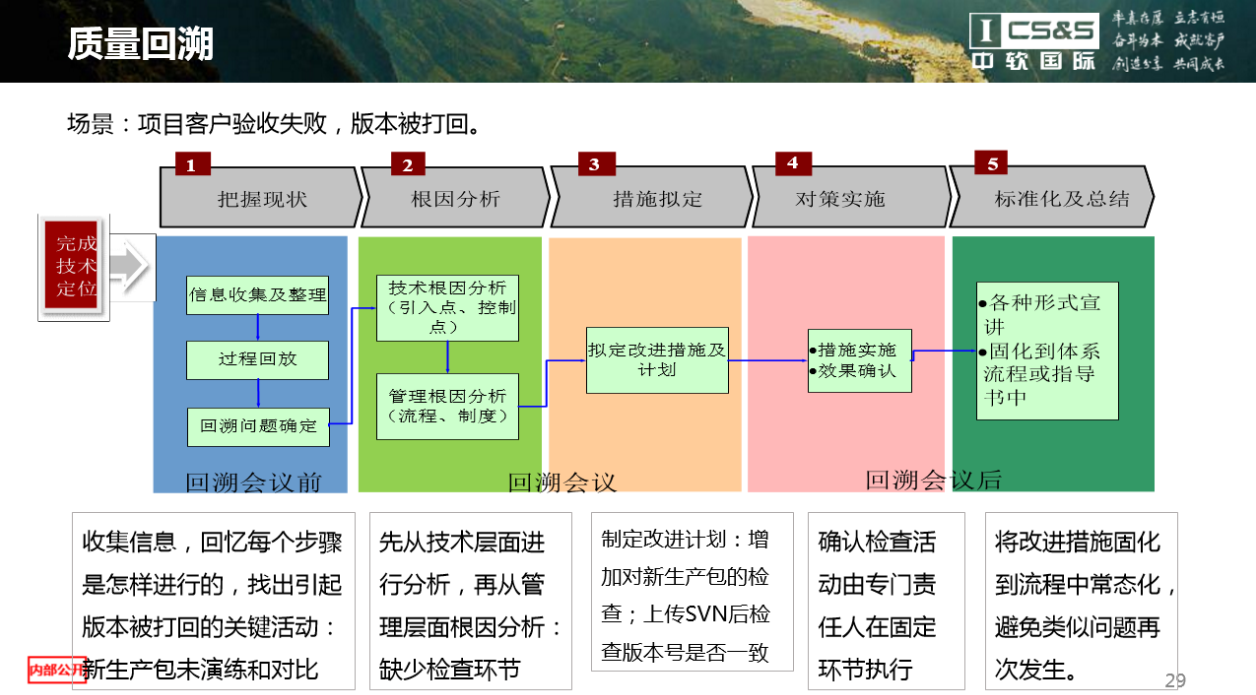 质量回溯
I CS&S
中软国际
率真存厚 立志有恒
奋斗为本 成就客户
创造分享 共同成长
场景：项目客户验收失败，版本被打回。
1
2
3
4
5
把握现状
根因分析
措施拟定
对策实施
标准化及总结
完成
技术
定位
信息收集及整理
过程回放
回溯问题确定
技术根因分析
（引入点、控制
点）
管理根因分析
（流程、制度）
拟定改进措施及
计划
●措施实施
●效果确认
●各种形式宣
讲
●固化到体系
流程或指导
书中
回溯会议前
回溯会议
回溯会议后
收集信息，回忆每个步骤
是怎样进行的，找出引起
版本被打回的关键活动：
新生产包未演练和对比
先从技术层面进
行分析，再从管
理层面根因分析：
缺少检查环节
制定改进计划：增
加对新生产包的检
查；上传SVN后检
查版本号是否一致
确认检查活
动由专门责
任人在固定
环节执行
将改进措施固化
到流程中常态化，
避免类似问题再
次发生。
内部公开
29